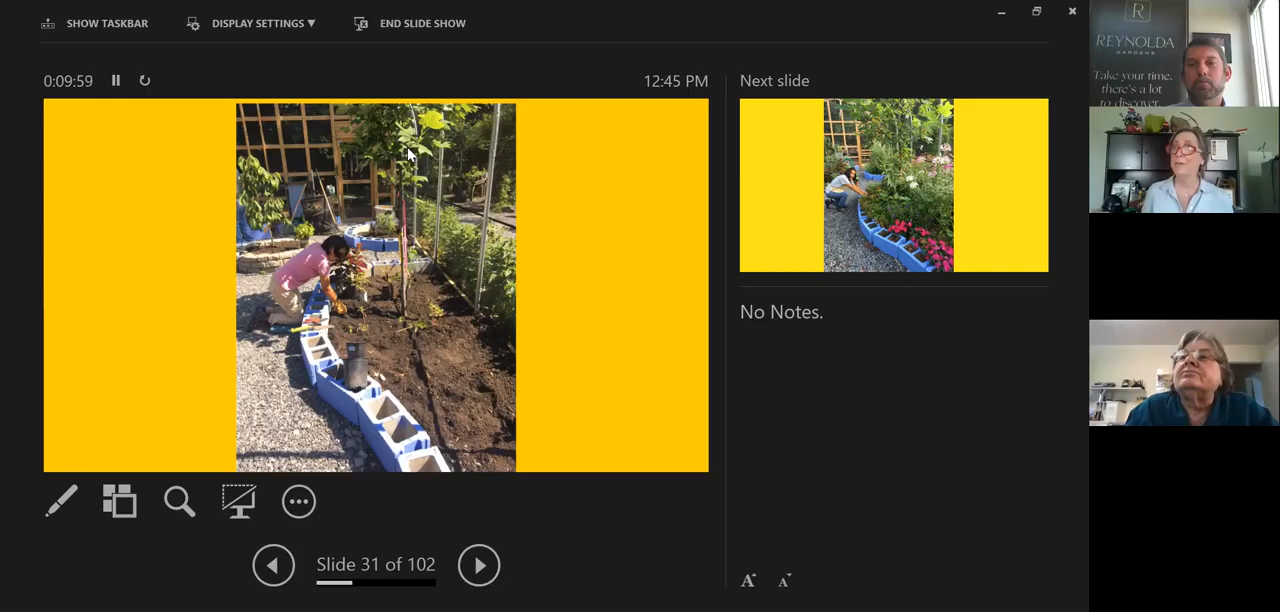 SHOW TASKBAR
DISPLAY SETTINGS ▼
END SLIDE SHOW
0:09:59
12:45 PM
Next slide
No Notes.
Slide 31 of 102
A
A
R
REYNOLDA
GARDENS
Take your time,
there's a lot
to discover.